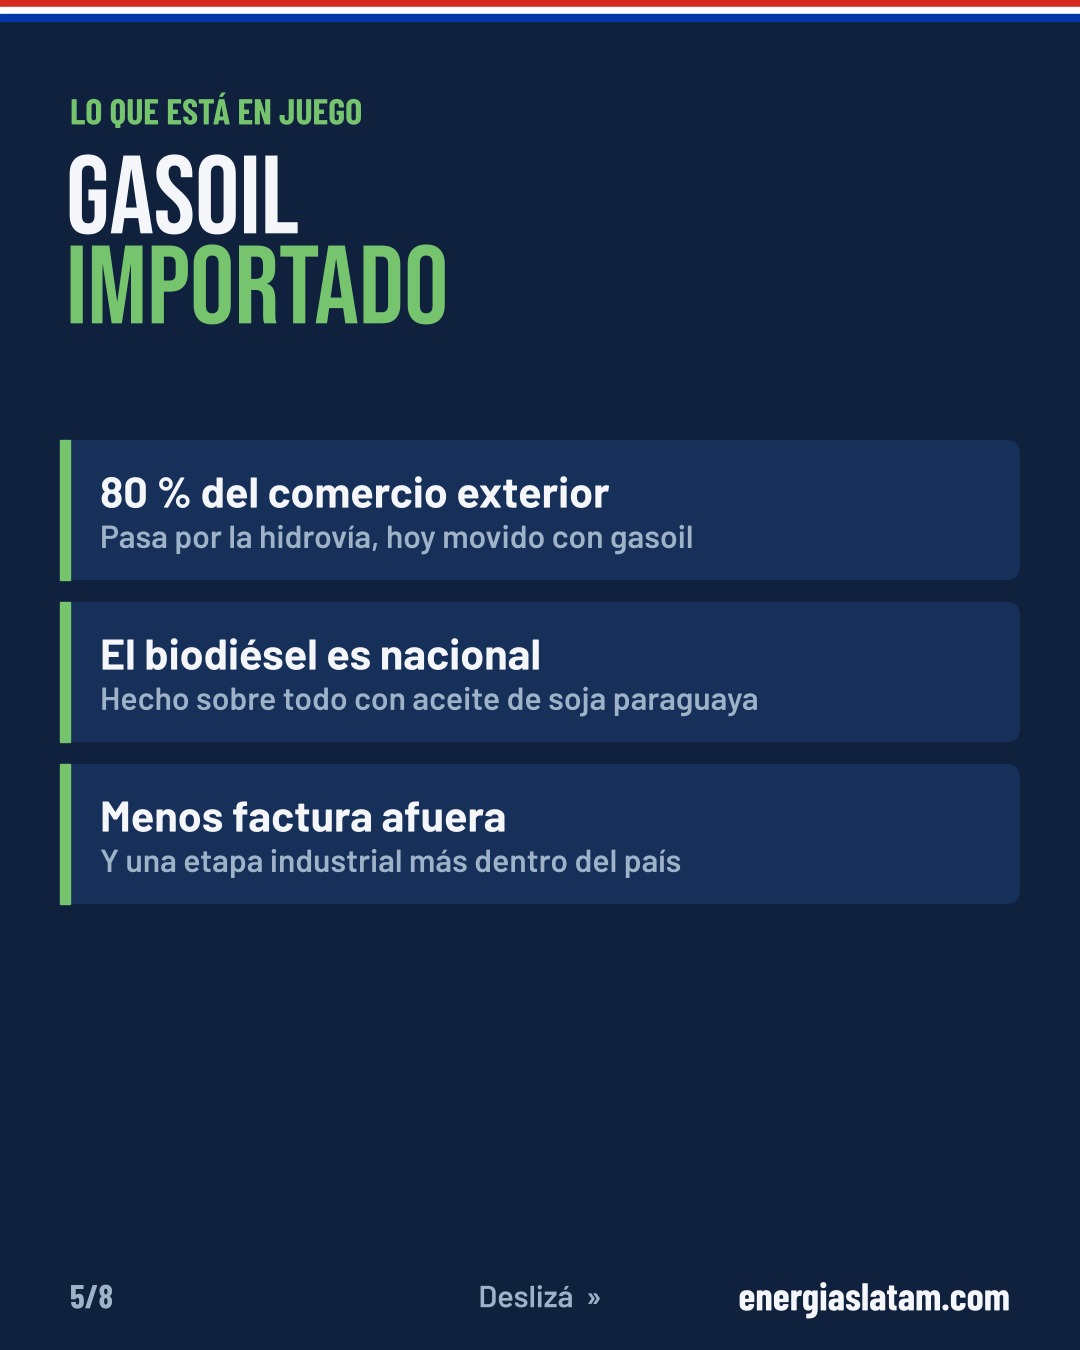 LO QUE ESTÁ EN JUEGO
GASOIL
IMPORTADO
80 % del comercio exterior
Pasa por la hidrovía, hoy movido con gasoil
El biodiésel es nacional
Hecho sobre todo con aceite de soja paraguaya
Menos factura afuera
Y una etapa industrial más dentro del país
5/8
Deslizá »
energiaslatam.com